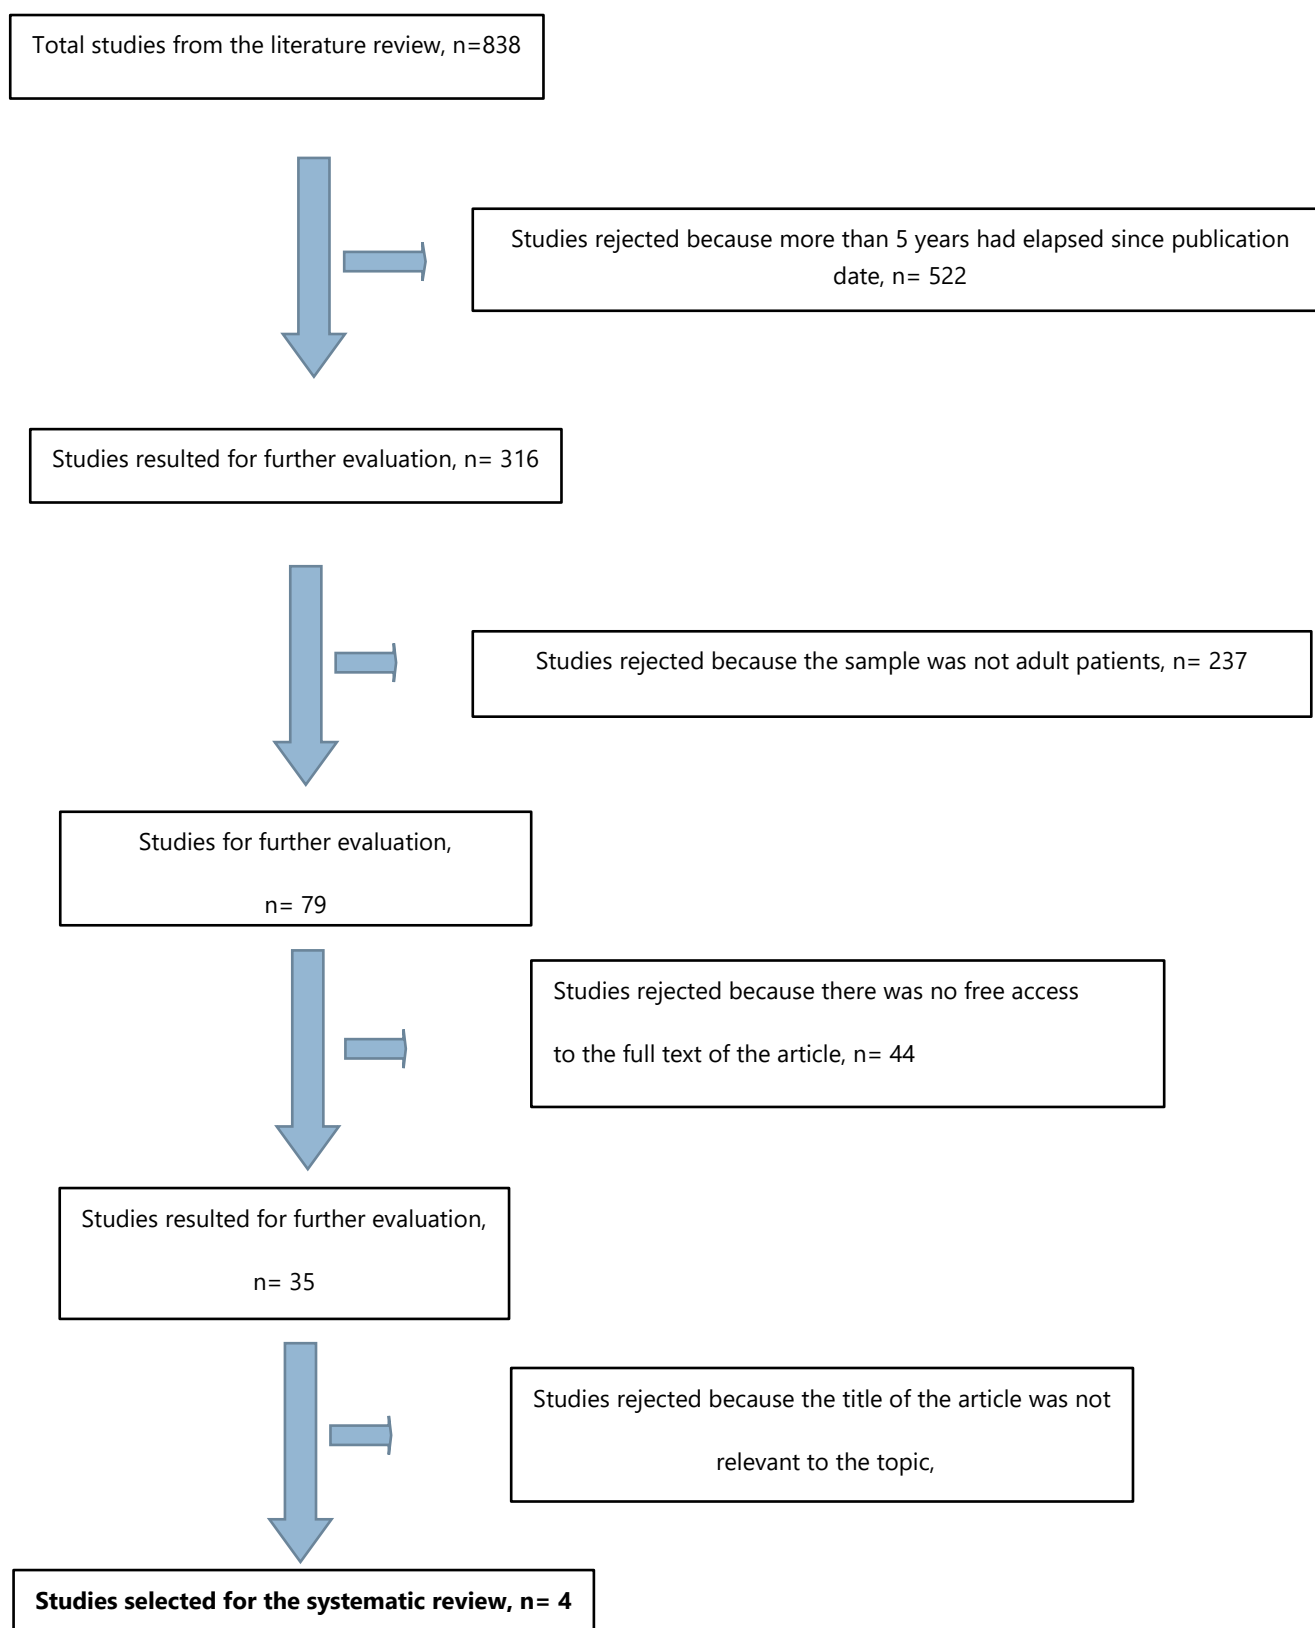 Total studies from the literature review, n=838
Studies rejected because more than 5 years had elapsed since publication
date, n= 522
Studies resulted for further evaluation, n= 316
Studies rejected because the sample was not adult patients, n= 237
Studies for further evaluation,
n= 79
Studies rejected because there was no free access
to the full text of the article, n= 44
Studies resulted for further evaluation,
n= 35
Studies rejected because the title of the article was not
relevant to the topic,
Studies selected for the systematic review, n= 4